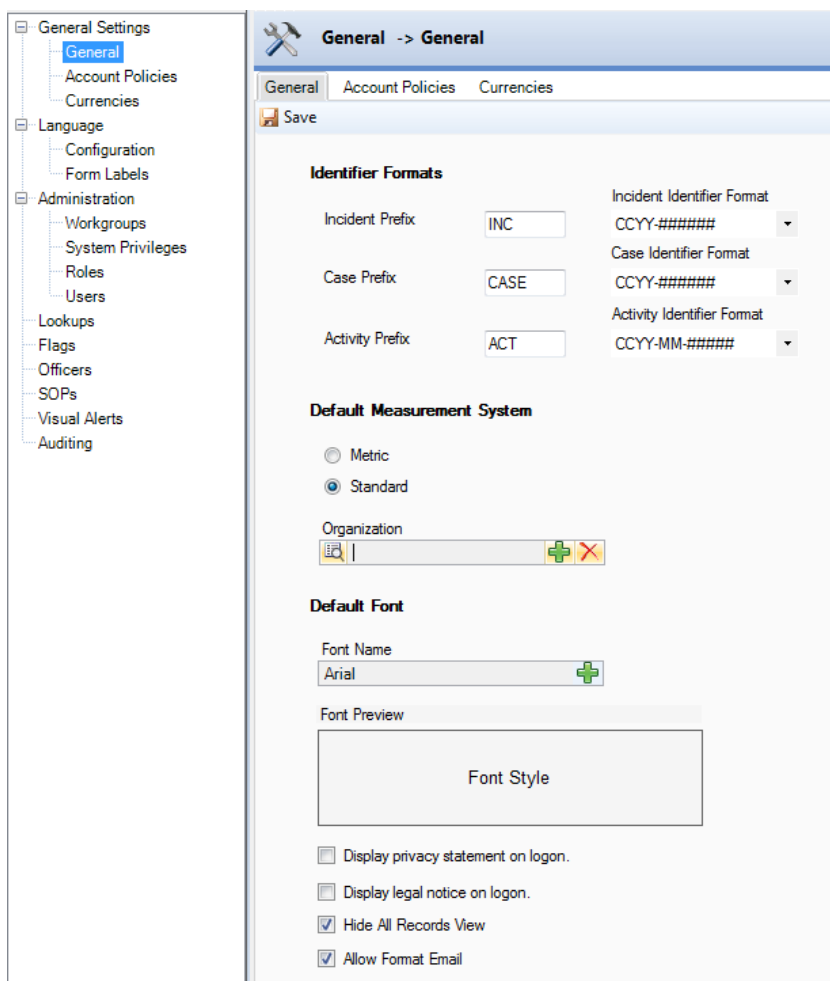 General Settings
General
Account Policies
Currencies
Language
Configuration
Form Labels
Administration
Workgroups
System Privileges
Roles
Users
Lookups
Flags
Officers
SOPs
Visual Alerts
Auditing
General -> General
General Account Policies Currencies
Save
Identifier Formats
Incident Identifier Format
Incident Prefix INC CCYY-######
Case Identifier Format
Case Prefix CASE CCYY-######
Activity Identifier Format
Activity Prefix ACT CCYY-MM-#####
Default Measurement System
Metric
Standard
Organization
Default Font
Font Name
Arial
Font Preview
Font Style
Display privacy statement on logon.
Display legal notice on logon.
Hide All Records View
Allow Format Email